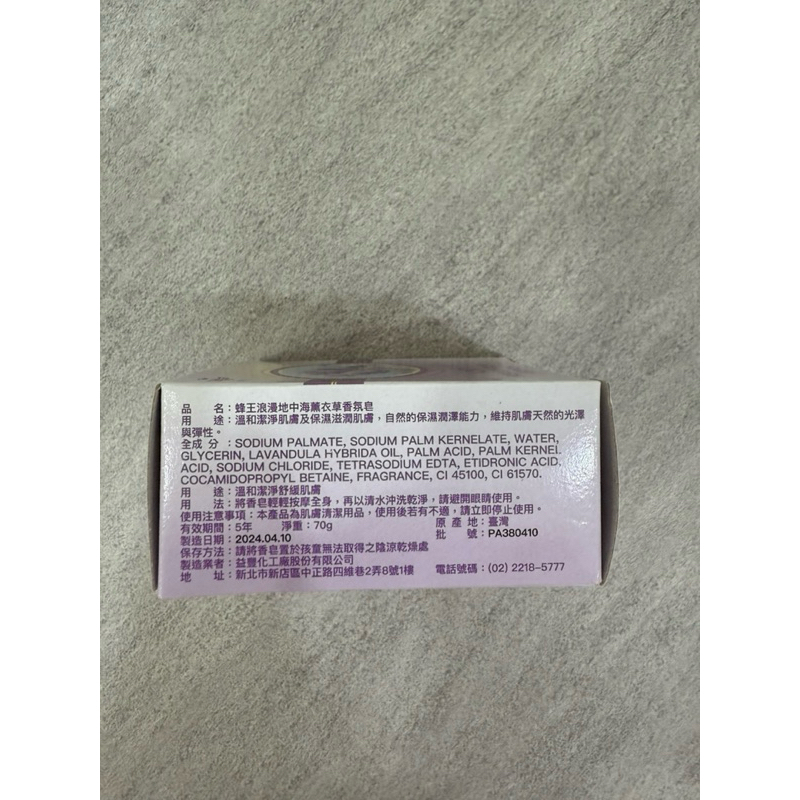 品　　名：蜂王浪漫地中海薰衣草香氛皂
用　　途：溫和潔淨肌膚及保濕滋潤肌膚，自然的保濕潤澤能力，維持肌膚天然的光澤
與彈性。
全成 分：SODIUM PALMATE, SODIUM PALM KERNELATE, WATER,
GLYCERIN, LAVANDULA HYBRIDA OIL, PALM ACID, PALM KERNEL
ACID, SODIUM CHLORIDE, TETRASODIUM EDTA, ETIDRONIC ACID.
COCAMIDOPROPYL BETAINE, FRAGRANCE, CI 45100, CI 61570.
用　　途：溫和潔淨舒緩肌膚
用　　法：將香皂輕輕按摩全身，再以清水沖洗乾淨，請避開眼睛使用。
使用注意事項：本產品為肌膚清潔用品，使用後若有不適，請立即停止使用。
有效期間：5年　　淨重：70g　　原 產 地：臺灣
製造日期：2024.04.10　　批　　號：PA380410
保存方法：請將香皂置於孩童無法取得之陰涼乾燥處
製造業者：益豐化工廠股份有限公司
地　　址：新北市新店區中正路四維巷2弄8號1樓　　電話號碼：(02) 2218-5777